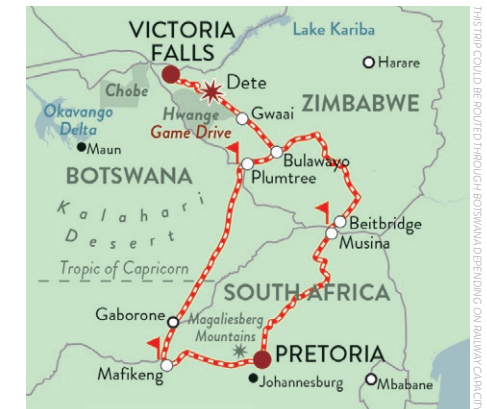 VICTORIA
FALLS
Lake Kariba
Harare
Dete
Chobe
Okavango
Delta
Hwange
Game Drive
Gwaai
ZIMBABWE
Maun
Bulawayo
Plumtree
BOTSWANA
Kalahari
Desert
Beitbridge
Musina
Tropic of Capricorn
SOUTH AFRICA
Gaborone
Magaliesberg
Mountains
PRETORIA
Mafikeng
Johannesburg
Mbabane
THIS TRIP COULD BE ROUTED THROUGH BOTSWANA DEPENDING ON RAILWAY CAPACIT